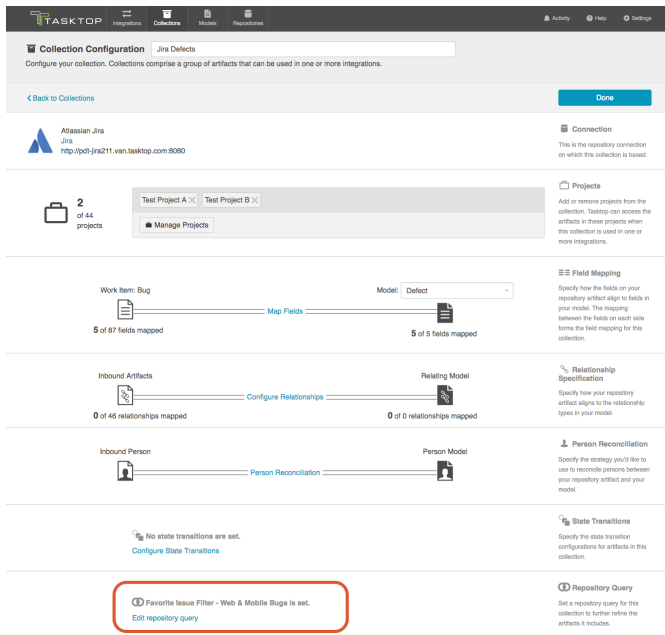 TASKTOP
Integrations
Collections
Models
Repositories
Activity
Help
Settings
Collection Configuration
Jira Defects
Configure your collection. Collections comprise a group of artifacts that can be used in one or more integrations.
Back to Collections
Done
Atlassian Jira
Jira
http://pdt-jira211.van.tasktop.com:8080
Connection
This is the repository connection
on which this collection is based.
2
of 44
projects
Test Project A
Test Project B
Manage Projects
Projects
Add or remove projects from the
collection. Tasktop can access the
artifacts in these projects when
this collection is used in one or
more integrations.
Work Item: Bug
Model:
Defect
Map Fields
5 of 87 fields mapped
5 of 5 fields mapped
Field Mapping
Specify how the fields on your
repository artifact align to fields in
your model. The mapping
between the fields on each side
forms the field mapping for this
collection.
Inbound Artifacts
Relating Model
Configure Relationships
0 of 46 relationships mapped
0 of 0 relationships mapped
Relationship
Specification
Specify how your repository
artifact aligns to the relationship
types in your model.
Inbound Person
Person Model
Person Reconciliation
Person Reconciliation
Specify the strategy you'd like to
use to reconcile persons between
your repository artifact and your
model.
No state transitions are set.
Configure State Transitions
State Transitions
Specify the state transition
configurations for artifacts in this
collection.
Favorite Issue Filter - Web & Mobile Bugs is set.
Edit repository query
Repository Query
Set a repository query for this
collection to further refine the
artifacts it includes.